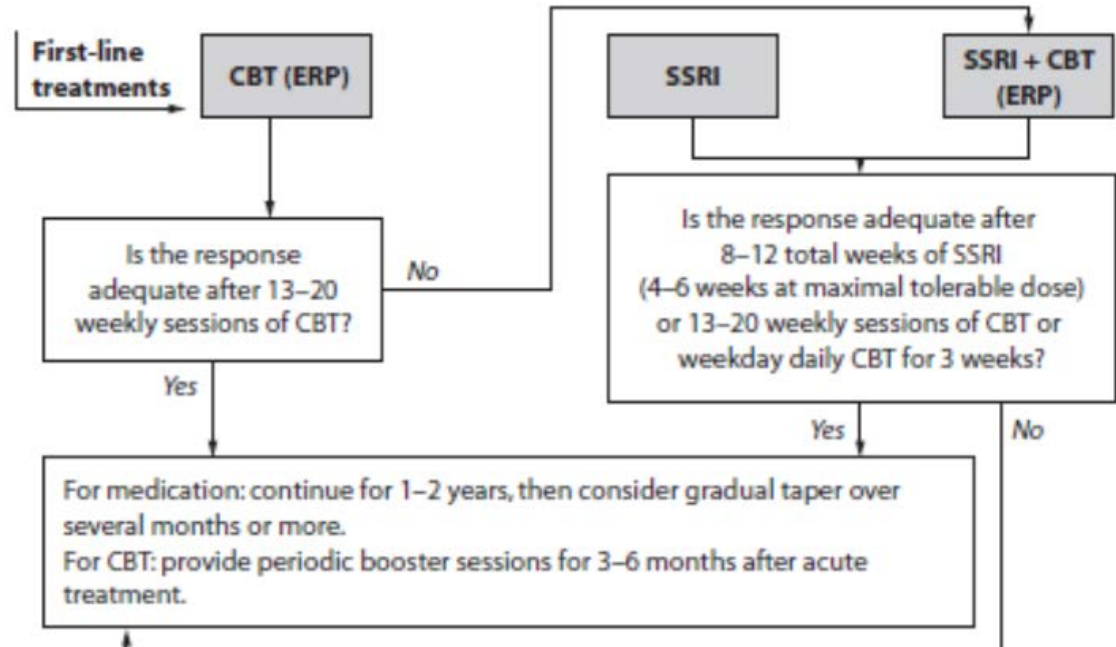 First-line
treatments
CBT (ERP)
SSRI
SSRI + CBT
(ERP)
Is the response
adequate after 13–20
weekly sessions of CBT?
No
Is the response adequate after
8–12 total weeks of SSRI
(4–6 weeks at maximal tolerable dose)
or 13–20 weekly sessions of CBT or
weekday daily CBT for 3 weeks?
Yes
Yes
No
For medication: continue for 1–2 years, then consider gradual taper over
several months or more.
For CBT: provide periodic booster sessions for 3–6 months after acute
treatment.